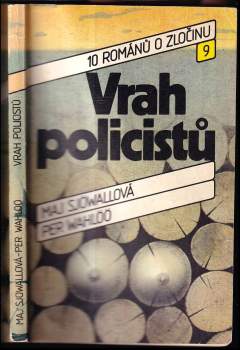 10 ROMÁNŮ O ZLOČINU
9
Vrah
policistů
MAJ SJÖWALLOVÁ
PER WAHLÖÖ
MAJ SJÖWALLOVÁ-PER WAHLÖÖ VRAH POLICISTŮ